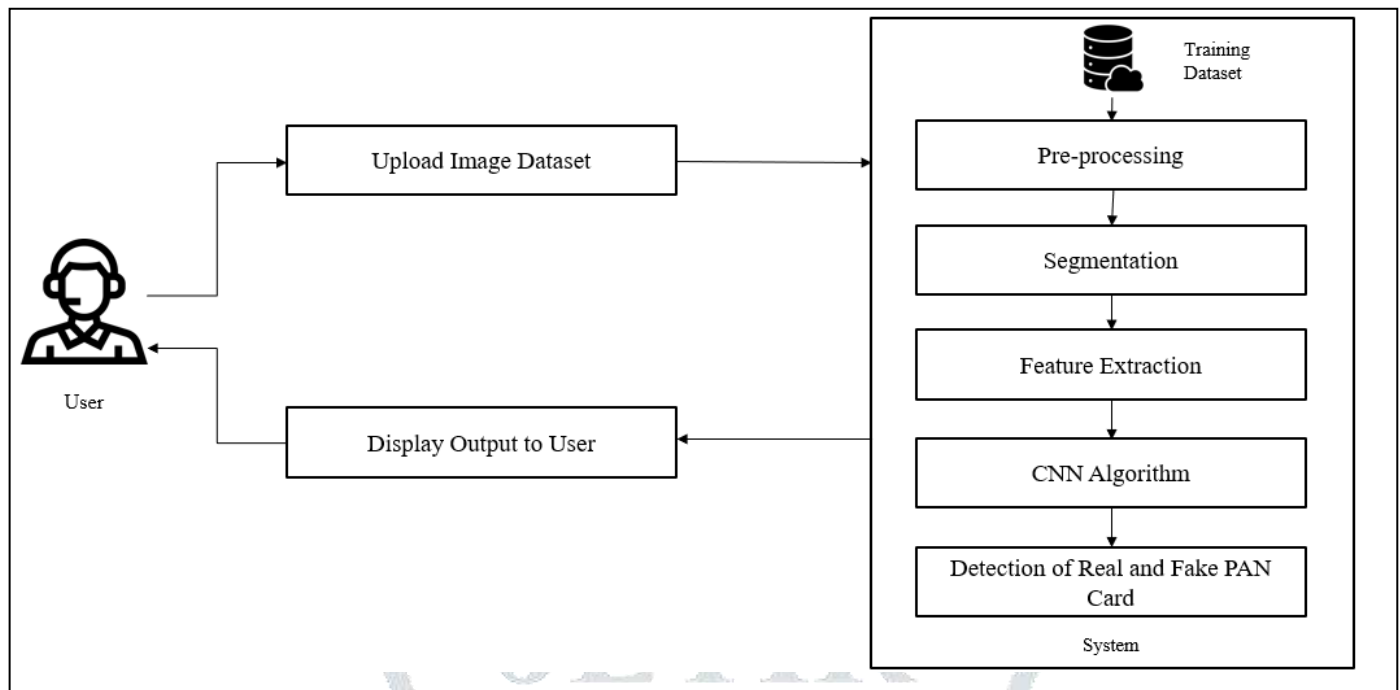 Training
Dataset
Upload Image Dataset
Pre-processing
Segmentation
User
Feature Extraction
Display Output to User
CNN Algorithm
Detection of Real and Fake PAN
Card
System